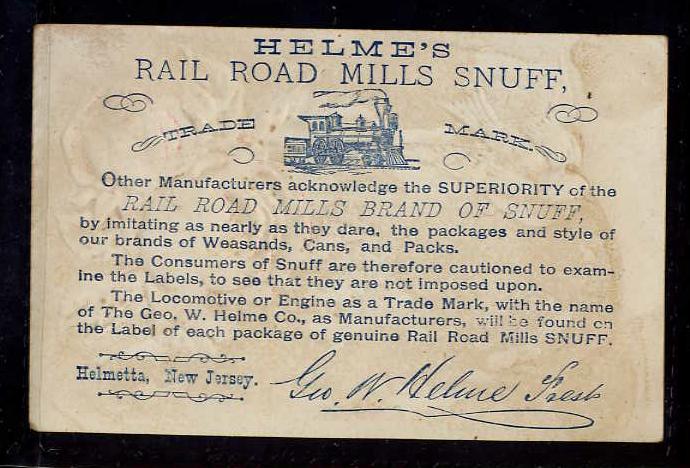 HELME'S
RAIL ROAD MILLS SNUFF,
TRADE MARK.
Other Manufacturers acknowledge the SUPERIORITY of the
RAIL ROAD MILLS BRAND OF SNUFF,
by imitating as nearly as they dare, the packages and style of
our brands of Weasands, Cans, and Packs.
The Consumers of Snuff are therefore cautioned to exam-
ine the Labels, to see that they are not imposed upon.
The Locomotive or Engine as a Trade Mark, with the name
of The Geo. W. Helme Co., as Manufacturers, will be found on
the Label of each package of genuine Rail Road Mills SNUFF.
Helmetta, New Jersey.
Geo. W. Helme Prest